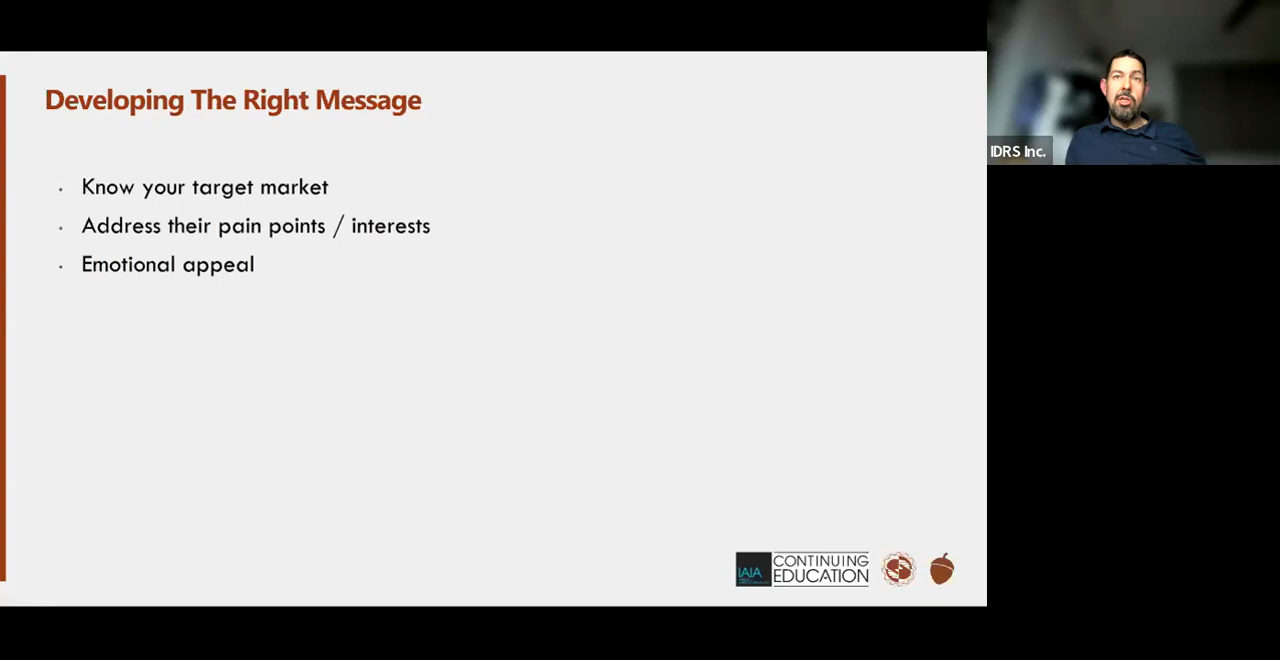 Developing The Right Message
· Know your target market
· Address their pain points / interests
· Emotional appeal
IDRS Inc.
IAIA
CONTINUING
EDUCATION